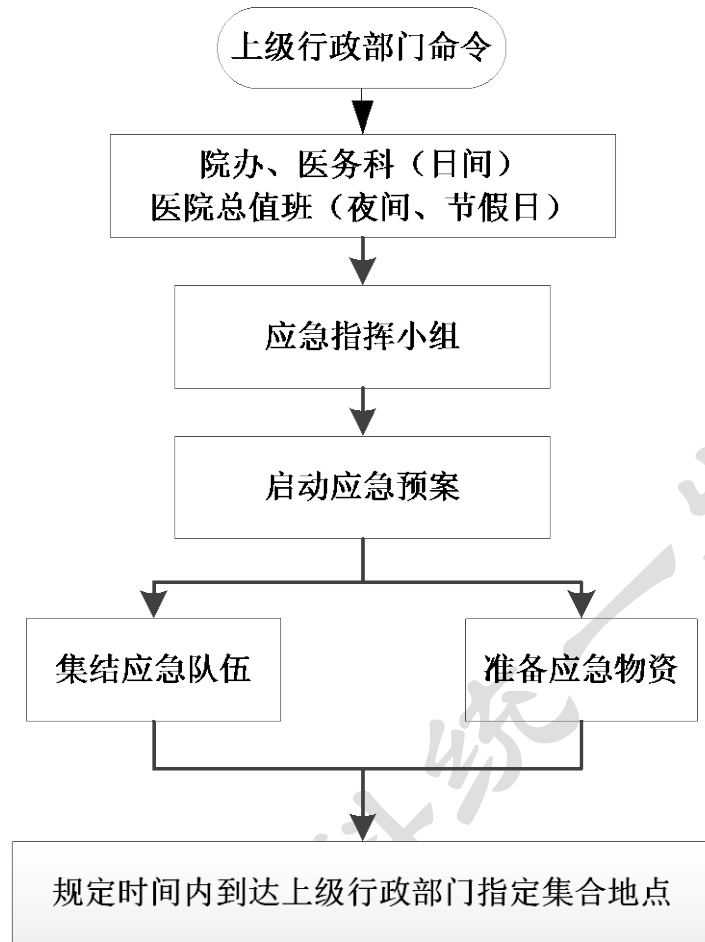 上级行政部门命令
院办、医务科（日间）
医院总值班（夜间、节假日）
应急指挥小组
启动应急预案
集结应急队伍
准备应急物资
规定时间内到达上级行政部门指定集合地点
统一